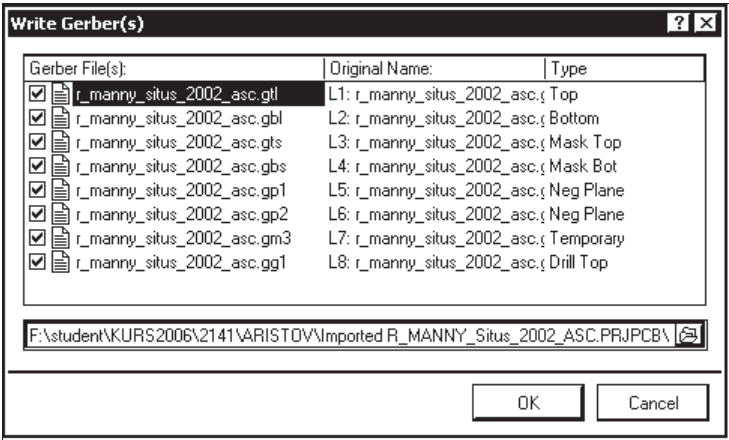 Write Gerber(s)
Gerber File(s): Original Name: Type
r_manny_situs_2002_asc.gtl L1: r_manny_situs_2002_asc.g Top
r_manny_situs_2002_asc.gbl L2: r_manny_situs_2002_asc.g Bottom
r_manny_situs_2002_asc.gts L3: r_manny_situs_2002_asc.g Mask Top
r_manny_situs_2002_asc.gbs L4: r_manny_situs_2002_asc.g Mask Bot
r_manny_situs_2002_asc.gp1 L5: r_manny_situs_2002_asc.g Neg Plane
r_manny_situs_2002_asc.gp2 L6: r_manny_situs_2002_asc.g Neg Plane
r_manny_situs_2002_asc.gm3 L7: r_manny_situs_2002_asc.g Temporary
r_manny_situs_2002_asc.gg1 L8: r_manny_situs_2002_asc.g Drill Top
F:\student\KURS2006\2141\ARISTOV\Imported R_MANNY_Situs_2002_ASC.PRJPCB\
OK Cancel